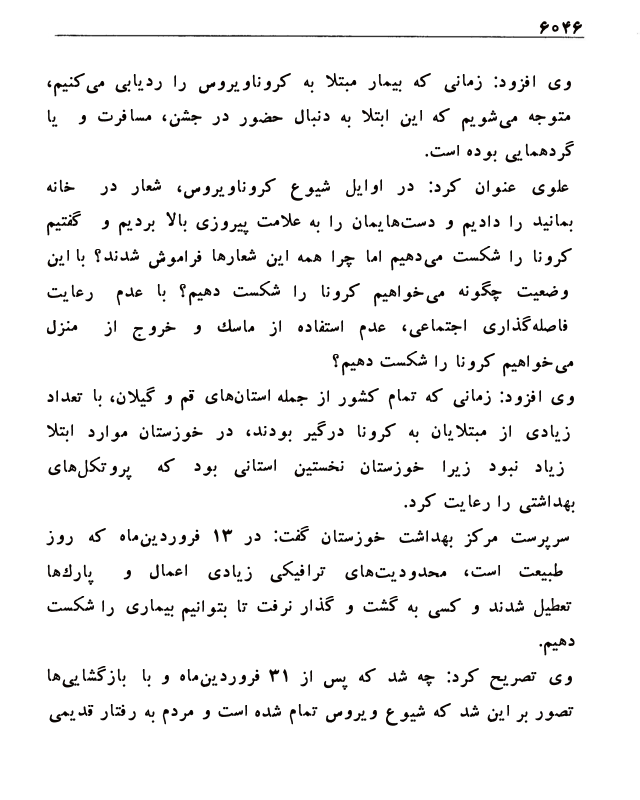 ۶۰۴۶
وی افزود: زمانی که بیمار مبتلا به کروناویروس را ردیابی می‌کنیم،
متوجه می‌شویم که این ابتلا به دنبال حضور در جشن، مسافرت و یا
گردهمایی بوده است.
علوی عنوان کرد: در اوایل شیوع کروناویروس، شعار در خانه
بمانید را دادیم و دست‌هایمان را به علامت پیروزی بالا بردیم و گفتیم
کرونا را شکست می‌دهیم اما چرا همه این شعارها فراموش شدند؟ با این
وضعیت چگونه می‌خواهیم کرونا را شکست دهیم؟ با عدم رعایت
فاصله‌گذاری اجتماعی، عدم استفاده از ماسک و خروج از منزل
می‌خواهیم کرونا را شکست دهیم؟
وی افزود: زمانی که تمام کشور از جمله استان‌های قم و گیلان، با تعداد
زیادی از مبتلایان به کرونا درگیر بودند، در خوزستان موارد ابتلا
زیاد نبود زیرا خوزستان نخستین استانی بود که پروتکل‌های
بهداشتی را رعایت کرد.
سرپرست مرکز بهداشت خوزستان گفت: در ۱۳ فروردین‌ماه که روز
طبیعت است، محدودیت‌های ترافیکی زیادی اعمال و پارک‌ها
تعطیل شدند و کسی به گشت و گذار نرفت تا بتوانیم بیماری را شکست
دهیم.
وی تصریح کرد: چه شد که پس از ۳۱ فروردین‌ماه و با بازگشایی‌ها
تصور بر این شد که شیوع ویروس تمام شده است و مردم به رفتار قدیمی